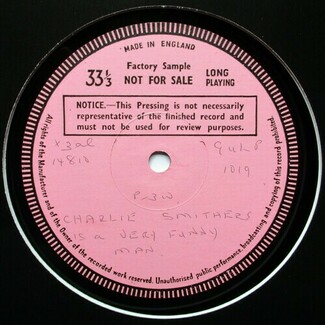 MADE IN ENGLAND
Factory Sample
33⅓ NOT FOR SALE LONG PLAYING
NOTICE.—This Pressing is not necessarily
representative of the finished record and
must not be used for review purposes.
1019
CHARLIE SMITHERS
IS A VERY FUNNY
MAN.
All rights of the Manufacturer and of the Owner of the recorded work reserved. Unauthorised public performance, broadcasting and copying of this record prohibited.